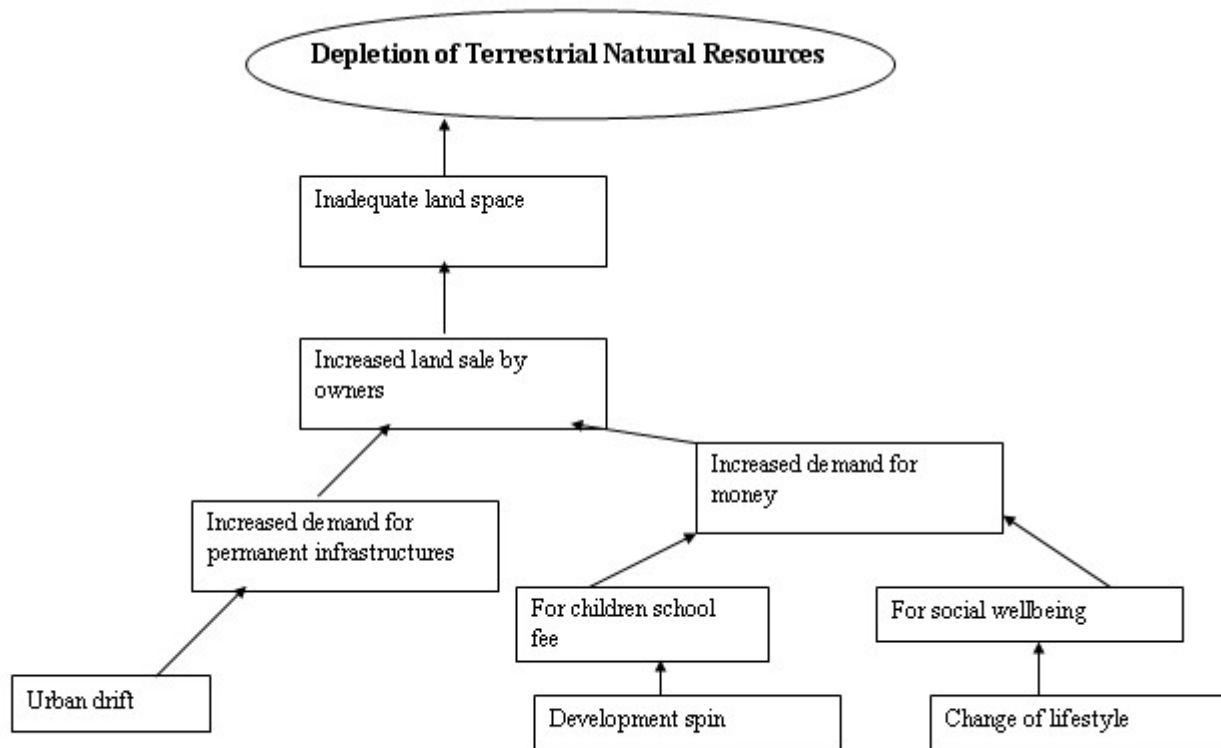 Depletion of Terrestrial Natural Resources
Inadequate land space
Increased land sale by
owners
Increased demand for
money
Increased demand for
permanent infrastructures
For children school
fee
For social wellbeing
Urban drift
Development spin
Change of lifestyle